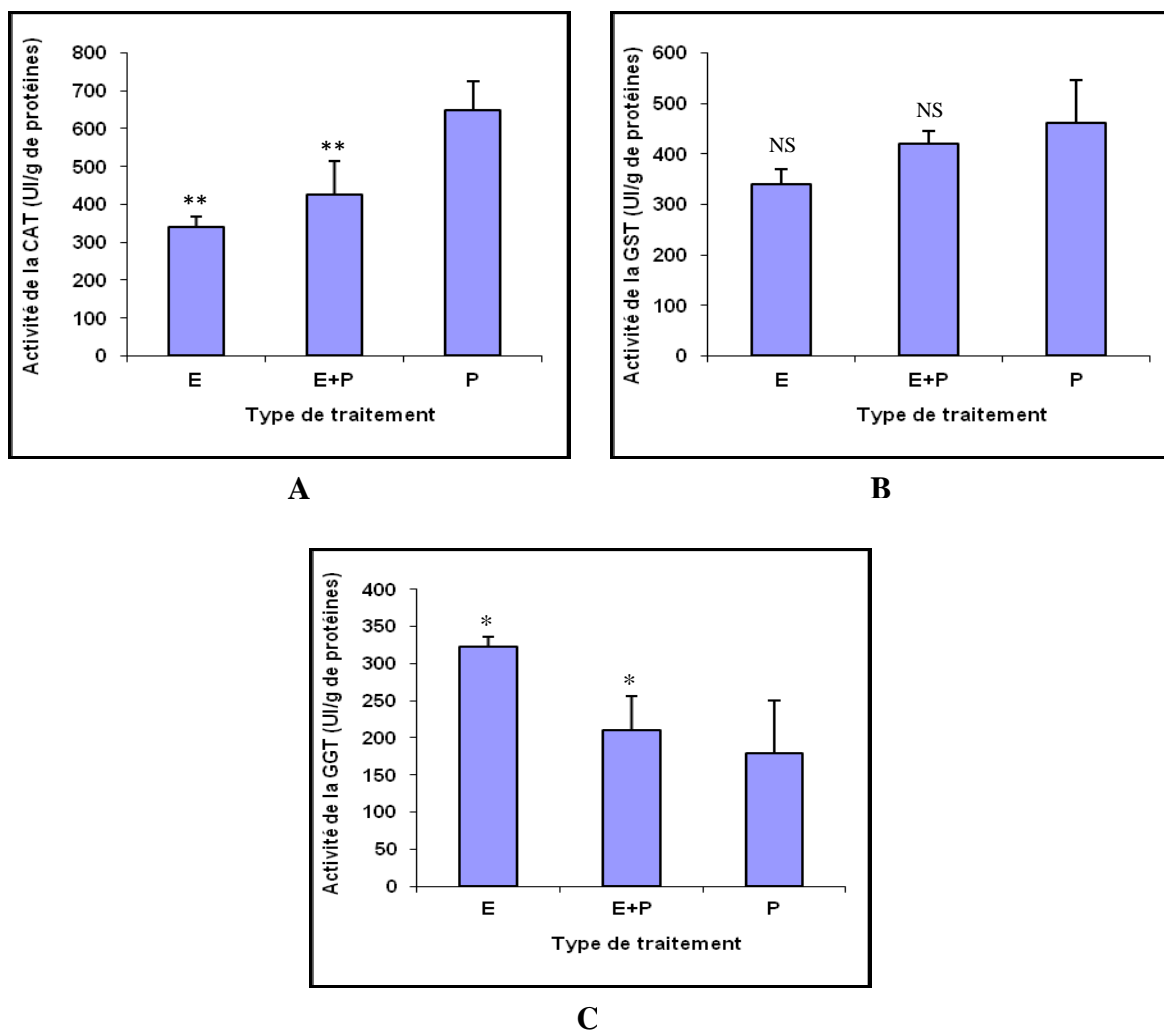 Activité de la CAT (UI/g de protéines)
800
700
600
500
400
300
200
100
0
**
**
E
E+P
P
Type de traitement
A
Activité de la GST (UI/g de protéines)
600
500
400
300
200
100
0
NS
NS
E
E+P
P
Type de traitement
B
Activité de la GGT (UI/g de protéines)
400
350
300
250
200
150
100
50
0
*
*
E
E+P
P
Type de traitement
C